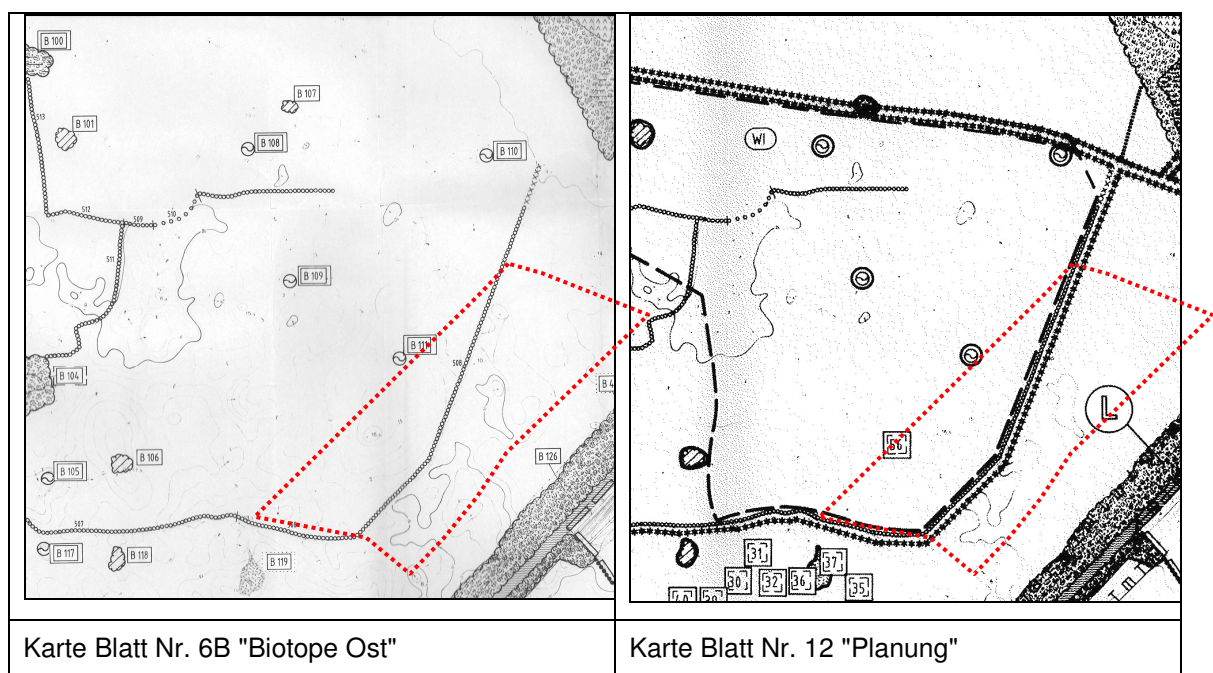 B 100
B 107
513
B 101
B 108
B 110
512
509
510
511
B 109
B 111
508
B 104
B 4
B 105
B 106
B 126
507
B 117
B 118
B 119
Karte Blatt Nr. 6B "Biotope Ost"
WI
L
31
37
30
32
36
35
Karte Blatt Nr. 12 "Planung"